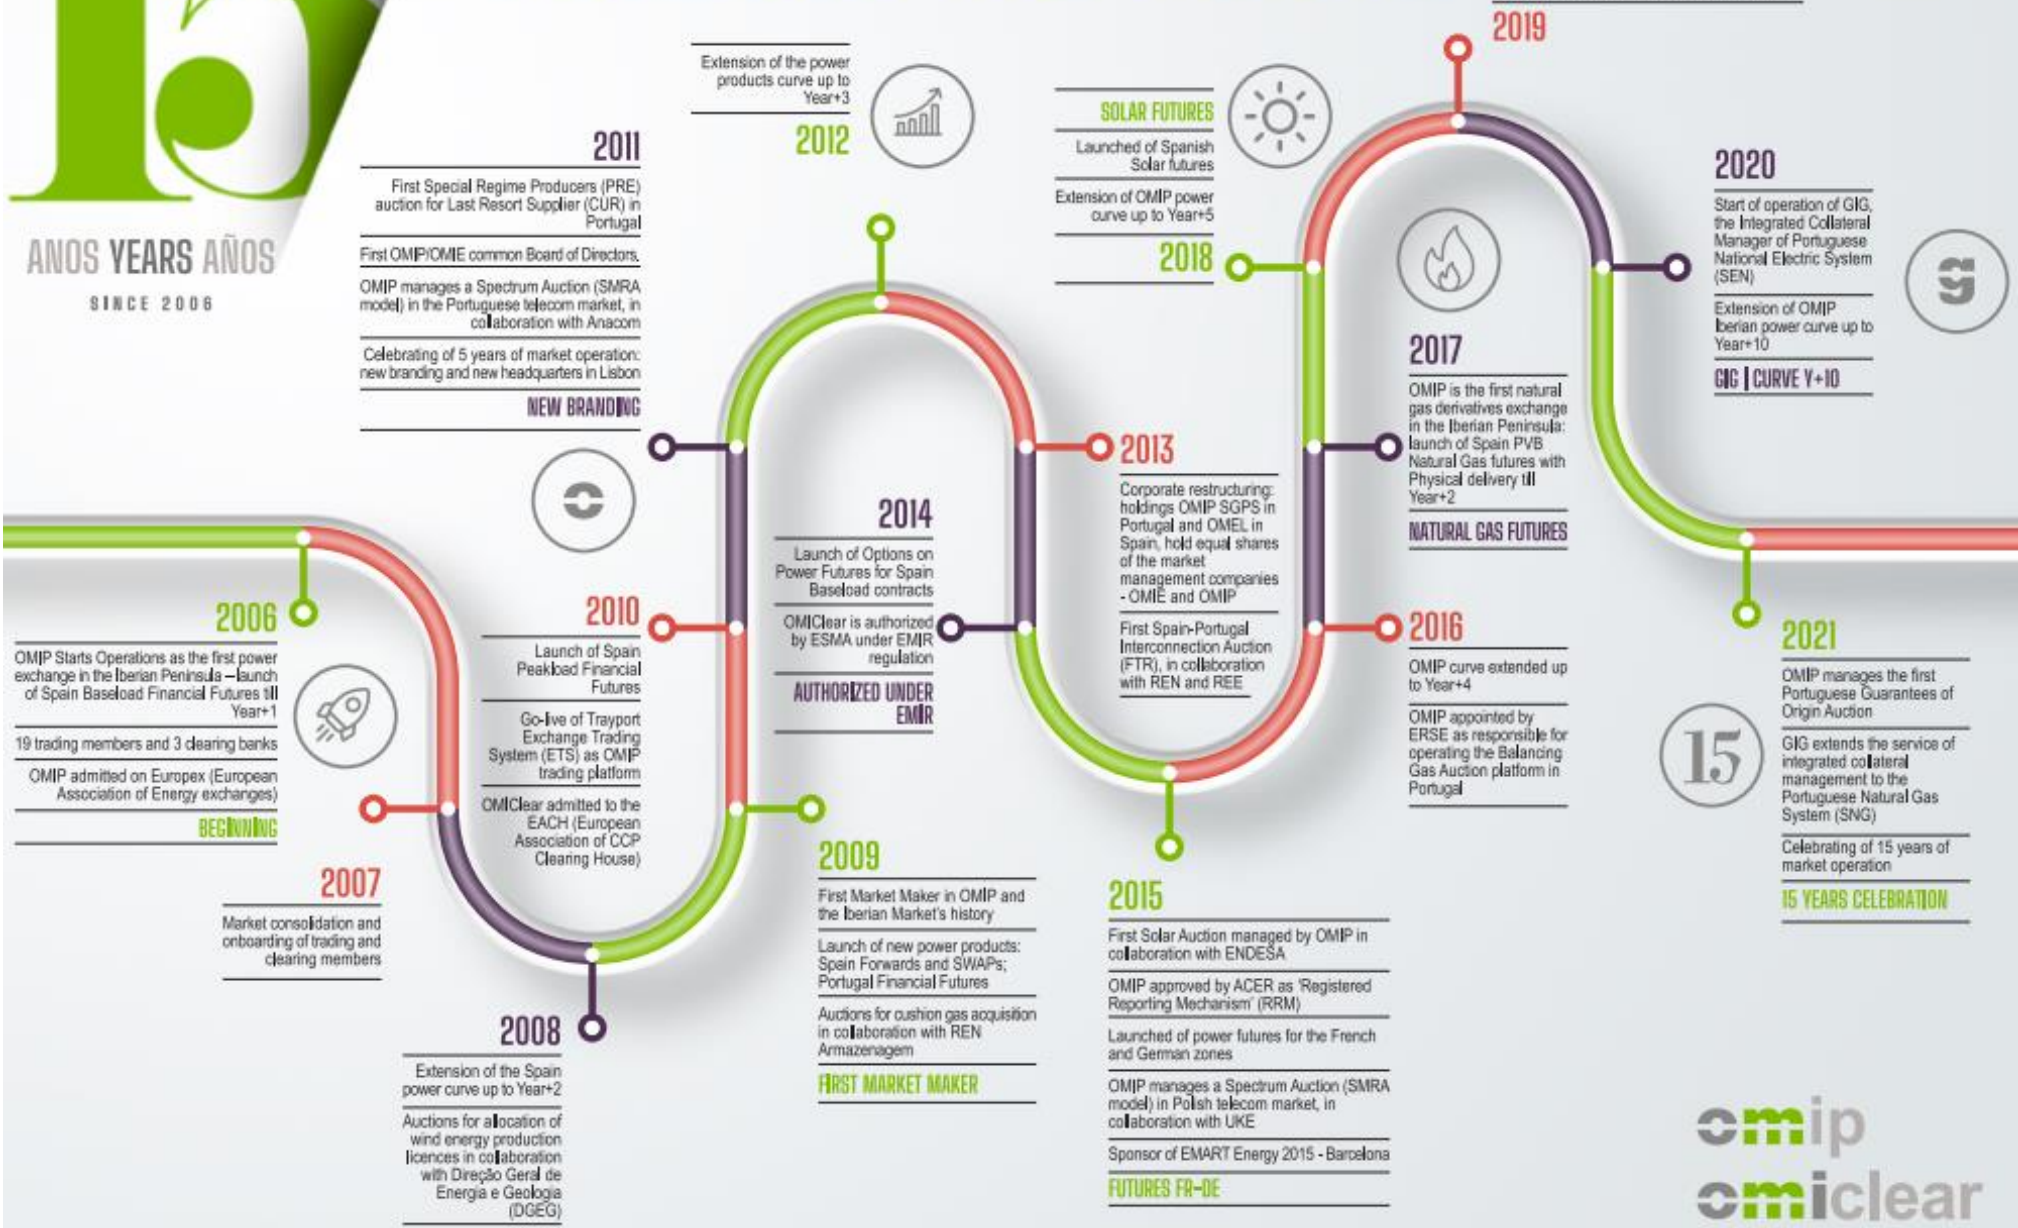 15
ANOS YEARS AÑOS
SINCE 2006
2006
OMIP Starts Operations as the first power
exchange in the Iberian Peninsula – launch
of Spain Baseload Financial Futures till
Year+1
19 trading members and 3 clearing banks
OMIP admitted on Europex (European
Association of Energy exchanges)
BEGINNING
2007
Market consolidation and
onboarding of trading and
clearing members
2008
Extension of the Spain
power curve up to Year+2
Auctions for allocation of
wind energy production
licences in collaboration
with Direção Geral de
Energia e Geologia
(DGEG)
2009
First Market Maker in OMIP and
the Iberian Market's history
Launch of new power products:
Spain Forwards and SWAPs;
Portugal Financial Futures
Auctions for cushion gas acquisition
in collaboration with REN
Armazenagem
FIRST MARKET MAKER
2010
Launch of Spain
Peakload Financial
Futures
Go-live of Trayport
Exchange Trading
System (ETS) as OMIP
trading platform
OMIClear admitted to the
EACH (European
Association of CCP
Clearing House)
2011
First Special Regime Producers (PRE)
auction for Last Resort Supplier (CUR) in
Portugal
First OMIP/OMIE common Board of Directors,
OMIP manages a Spectrum Auction (SMRA
model) in the Portuguese telecom market, in
collaboration with Anacom
Celebrating of 5 years of market operation:
new branding and new headquarters in Lisbon
NEW BRANDING
Extension of the power
products curve up to
Year+3
2012
2013
Corporate restructuring:
holdings OMIP SGPS in
Portugal and OMEL in
Spain, hold equal shares
of the market
management companies
- OMIE and OMIP
First Spain-Portugal
Interconnection Auction
(FTR), in collaboration
with REN and REE
2014
Launch of Options on
Power Futures for Spain
Baseload contracts
OMIClear is authorized
by ESMA under EMIR
regulation
AUTHORIZED UNDER
EMIR
2015
First Solar Auction managed by OMIP in
collaboration with ENDESA
OMIP approved by ACER as 'Registered
Reporting Mechanism' (RRM)
Launched of power futures for the French
and German zones
OMIP manages a Spectrum Auction (SMRA
model) in Polish telecom market, in
collaboration with UKE
Sponsor of EMART Energy 2015 - Barcelona
FUTURES FR-DE
2016
OMIP curve extended up
to Year+4
OMIP appointed by
ERSE as responsible for
operating the Balancing
Gas Auction platform in
Portugal
2017
OMIP is the first natural
gas derivatives exchange
in the Iberian Peninsula:
launch of Spain PVB
Natural Gas futures with
Physical delivery till
Year+2
NATURAL GAS FUTURES
SOLAR FUTURES
Launched of Spanish
Solar futures
Extension of OMIP power
curve up to Year+5
2018
2019
2020
Start of operation of GIG,
the Integrated Collateral
Manager of Portuguese
National Electric System
(SEN)
Extension of OMIP
Iberian power curve up to
Year+10
GIG | CURVE Y+10
g
2021
OMIP manages the first
Portuguese Guarantees of
Origin Auction
GIG extends the service of
integrated collateral
management to the
Portuguese Natural Gas
System (SNG)
Celebrating of 15 years of
market operation
15 YEARS CELEBRATION
15
omip
omiclear